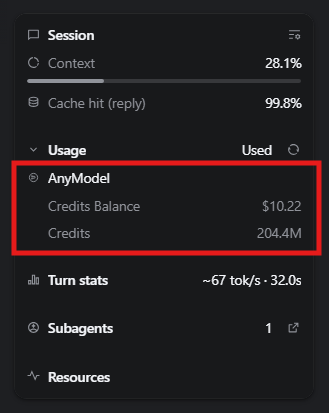 Session
Context 28.1%
Cache hit (reply) 99.8%
Usage Used
AnyModel
Credits Balance $10.22
Credits 204.4M
Turn stats ~67 tok/s · 32.0s
Subagents 1
Resources